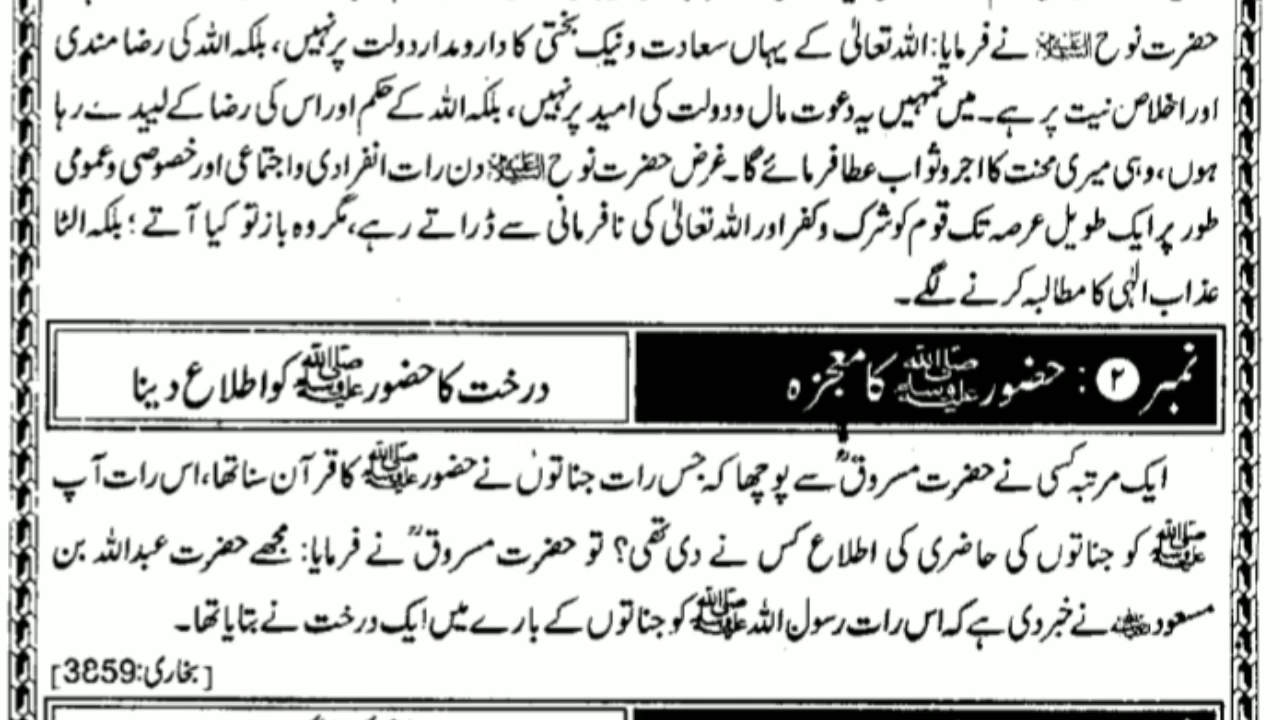 حضرت نوح علیہ السلام نے فرمایا: اللہ تعالیٰ کے یہاں سعادت و نیک بختی کا دارومدار دولت پر نہیں، بلکہ اللہ کی رضا مندی
اور اخلاص نیت پر ہے۔ میں تمہیں یہ دعوت مال و دولت کی امید پر نہیں، بلکہ اللہ کے حکم اور اس کی رضا کے لیے دے رہا
ہوں، وہی میری محنت کا اجر و ثواب عطا فرمائے گا۔ غرض حضرت نوح علیہ السلام دن رات انفرادی و اجتماعی اور خصوصی و عمومی
طور پر ایک طویل عرصہ تک قوم کو شرک و کفر اور اللہ تعالیٰ کی نافرمانی سے ڈراتے رہے، مگر وہ باز تو کیا آتے؛ بلکہ الٹا
عذاب الٰہی کا مطالبہ کرنے لگے۔
نمبر ۲: حضور ﷺ کا معجزہ
درخت کا حضور ﷺ کو اطلاع دینا
ایک مرتبہ کسی نے حضرت مسروقؒ سے پوچھا کہ جس رات جناتوں نے حضور ﷺ کا قرآن سنا تھا، اس رات آپ
ﷺ کو جناتوں کی حاضری کی اطلاع کس نے دی تھی؟ تو حضرت مسروقؒ نے فرمایا: مجھے حضرت عبداللہ بن
مسعودؓ نے خبر دی ہے کہ اس رات رسول اللہ ﷺ کو جناتوں کے بارے میں ایک درخت نے بتایا تھا۔
[بخاری: 3859]